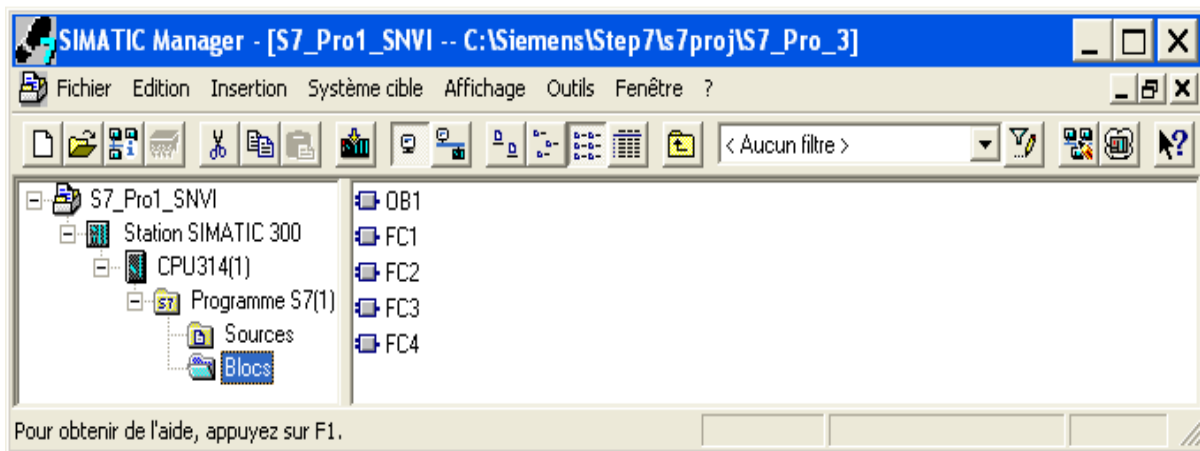 SIMATIC Manager - [S7_Pro1_SNVI -- C:\Siemens\Step7\s7proj\S7_Pro_3]
Fichier Edition Insertion Système cible Affichage Outils Fenêtre ?
< Aucun filtre >
S7_Pro1_SNVI
Station SIMATIC 300
CPU314(1)
Programme S7(1)
Sources
Blocs
OB1
FC1
FC2
FC3
FC4
Pour obtenir de l'aide, appuyez sur F1.